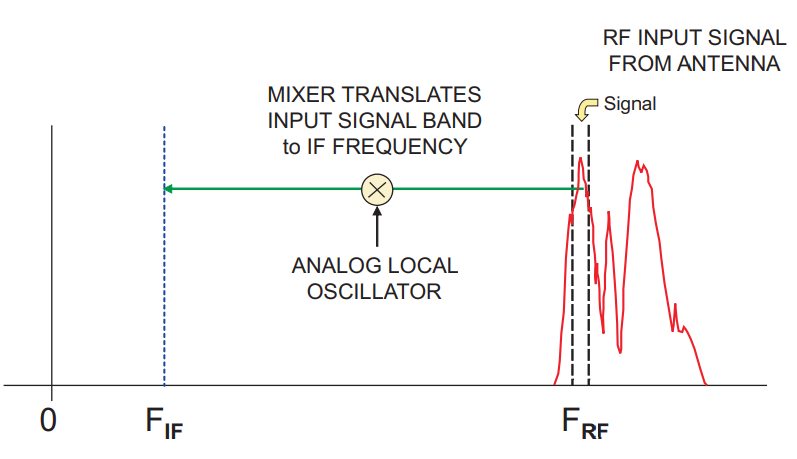 RF INPUT SIGNAL
FROM ANTENNA
MIXER TRANSLATES
INPUT SIGNAL BAND
to IF FREQUENCY
Signal
ANALOG LOCAL
OSCILLATOR
0
FIF
FRF